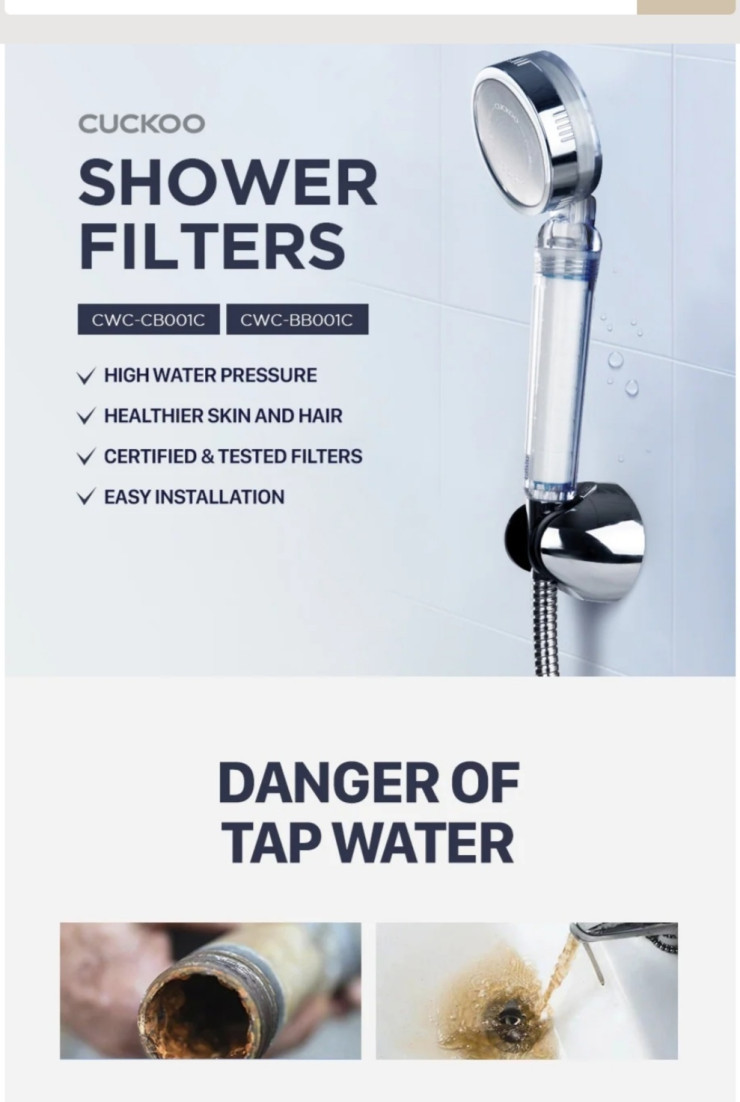 CUCKOO
SHOWER
FILTERS
CWC-CB001C CWC-BB001C
HIGH WATER PRESSURE
HEALTHIER SKIN AND HAIR
CERTIFIED & TESTED FILTERS
EASY INSTALLATION
DANGER OF
TAP WATER